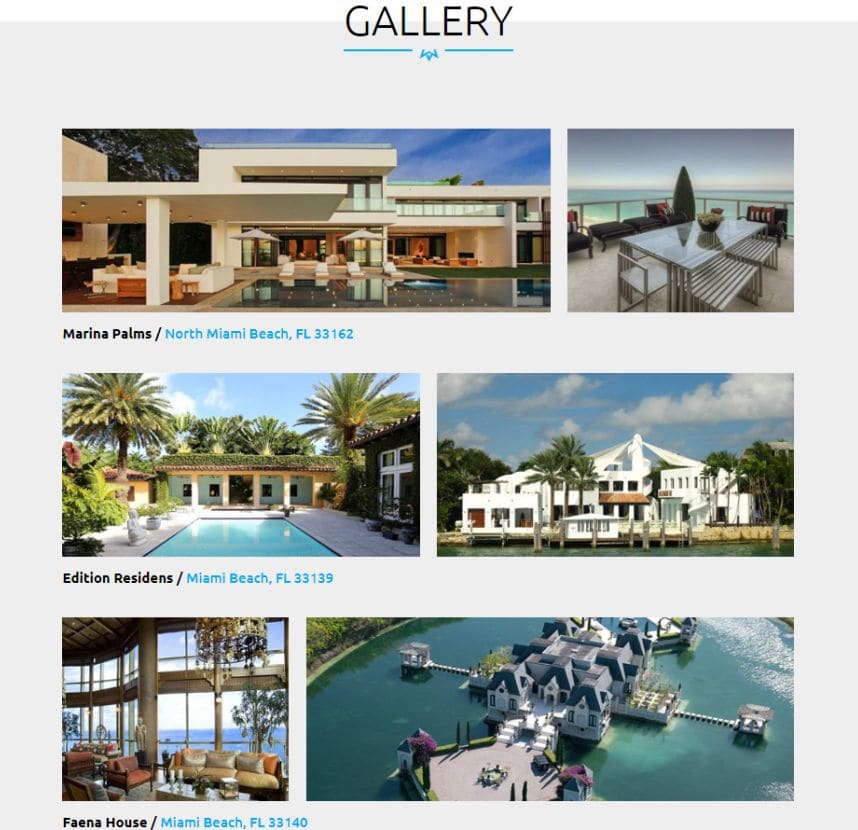 GALLERY
Marina Palms / North Miami Beach, FL 33162
Edition Residens / Miami Beach, FL 33139
Faena House / Miami Beach, FL 33140